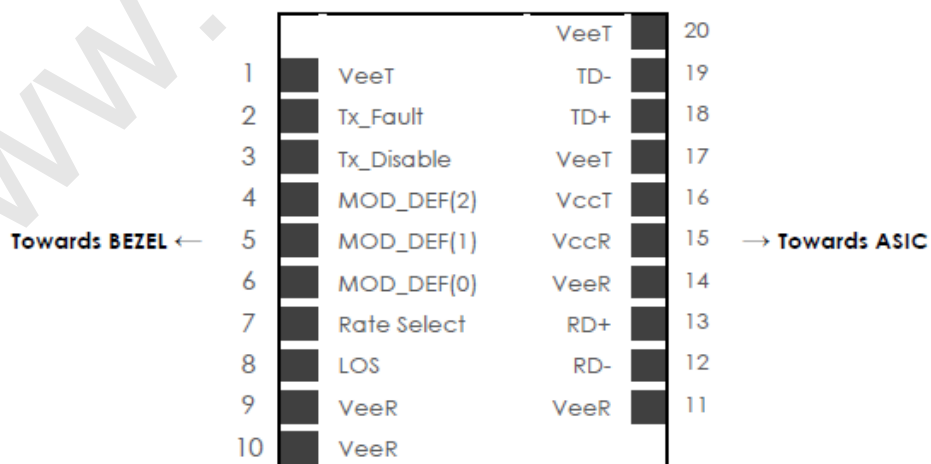 www.
VeeT 20
1 VeeT TD- 19
2 Tx_Fault TD+ 18
3 Tx_Disable VeeT 17
4 MOD_DEF(2) VccT 16
Towards BEZEL ← 5 MOD_DEF(1) VccR 15 → Towards ASIC
6 MOD_DEF(0) VeeR 14
7 Rate Select RD+ 13
8 LOS RD- 12
9 VeeR VeeR 11
10 VeeR